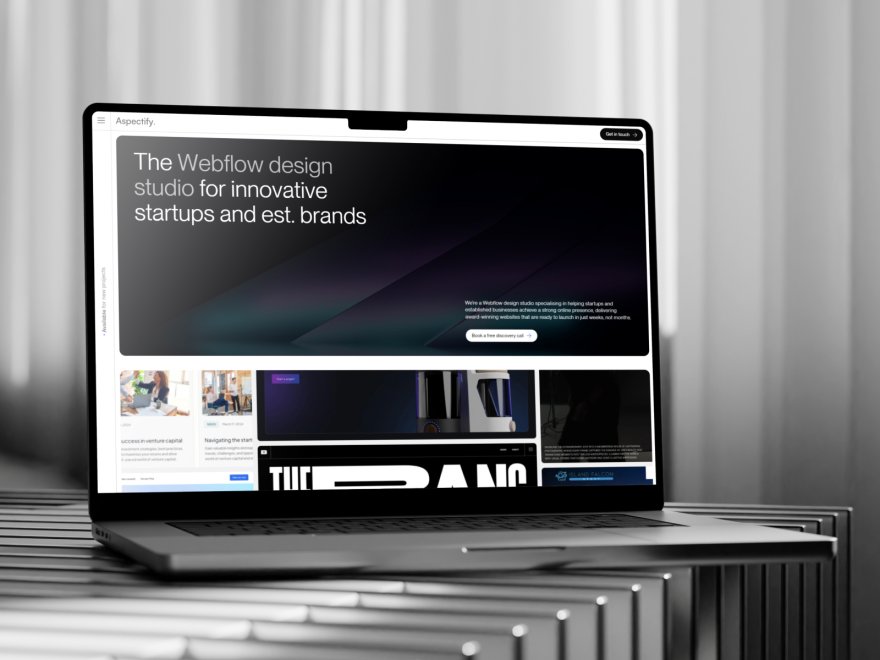 Aspectify.
Get in touch →
The Webflow design
studio for innovative
startups and est. brands
• Available for new projects
We're a Webflow design studio specialising in helping startups and
established businesses achieve a strong online presence, delivering
award-winning websites that are ready to launch in just weeks, not months.
Book a free discovery call →
success in venture capital
March 11, 2024
Navigating the start
THE BANG
ISLAND FALCON